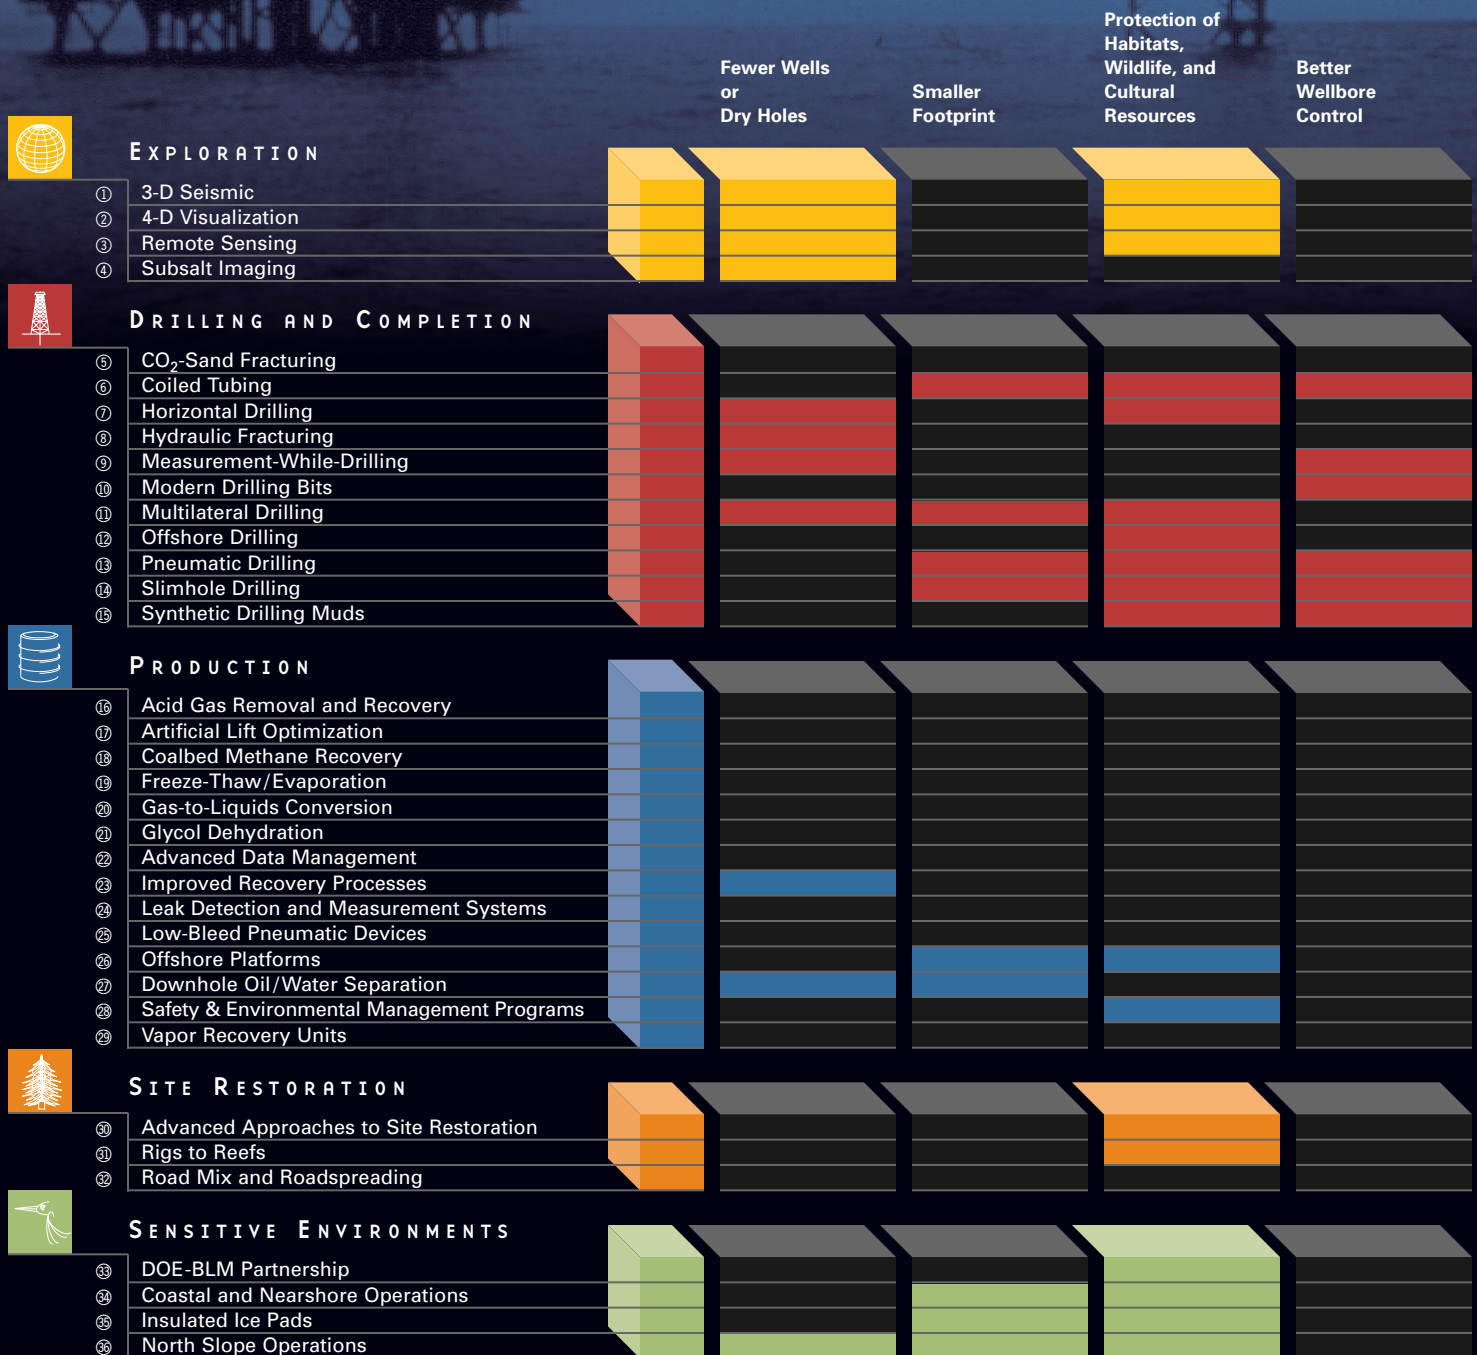 Fewer Wells
or
Dry Holes
Smaller
Footprint
Protection of
Habitats,
Wildlife, and
Cultural
Resources
Better
Wellbore
Control
EXPLORATION
① 3-D Seismic
② 4-D Visualization
③ Remote Sensing
④ Subsalt Imaging
DRILLING AND COMPLETION
⑤ CO₂-Sand Fracturing
⑥ Coiled Tubing
⑦ Horizontal Drilling
⑧ Hydraulic Fracturing
⑨ Measurement-While-Drilling
⑩ Modern Drilling Bits
⑪ Multilateral Drilling
⑫ Offshore Drilling
⑬ Pneumatic Drilling
⑭ Slimhole Drilling
⑮ Synthetic Drilling Muds
PRODUCTION
⑯ Acid Gas Removal and Recovery
⑰ Artificial Lift Optimization
⑱ Coalbed Methane Recovery
⑲ Freeze-Thaw/Evaporation
⑳ Gas-to-Liquids Conversion
㉑ Glycol Dehydration
㉒ Advanced Data Management
㉓ Improved Recovery Processes
㉔ Leak Detection and Measurement Systems
㉕ Low-Bleed Pneumatic Devices
㉖ Offshore Platforms
㉗ Downhole Oil/Water Separation
㉘ Safety & Environmental Management Programs
㉙ Vapor Recovery Units
SITE RESTORATION
㉚ Advanced Approaches to Site Restoration
㉛ Rigs to Reefs
㉜ Road Mix and Roadspreading
SENSITIVE ENVIRONMENTS
㉝ DOE-BLM Partnership
㉞ Coastal and Nearshore Operations
㉟ Insulated Ice Pads
㊱ North Slope Operations